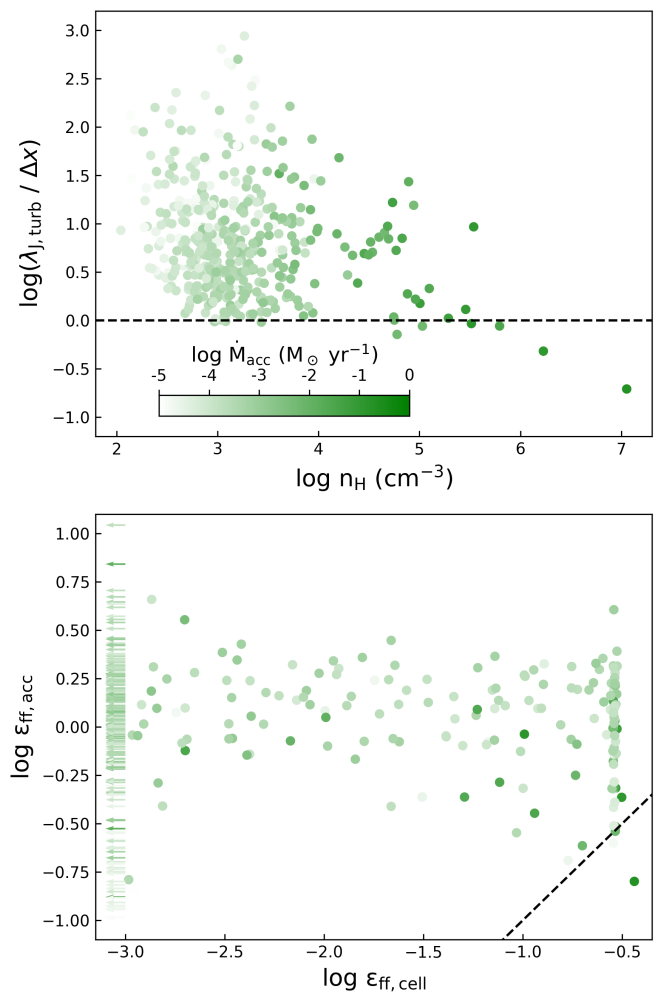 3.0
2.5
2.0
1.5
1.0
0.5
0.0
−0.5
−1.0
log(λJ, turb / Δx)
log Ṁacc (M⊙ yr−1)
-5 -4 -3 -2 -1 0
2 3 4 5 6 7
log nH (cm−3)
1.00
0.75
0.50
0.25
0.00
−0.25
−0.50
−0.75
−1.00
log εff, acc
−3.0 −2.5 −2.0 −1.5 −1.0 −0.5
log εff, cell